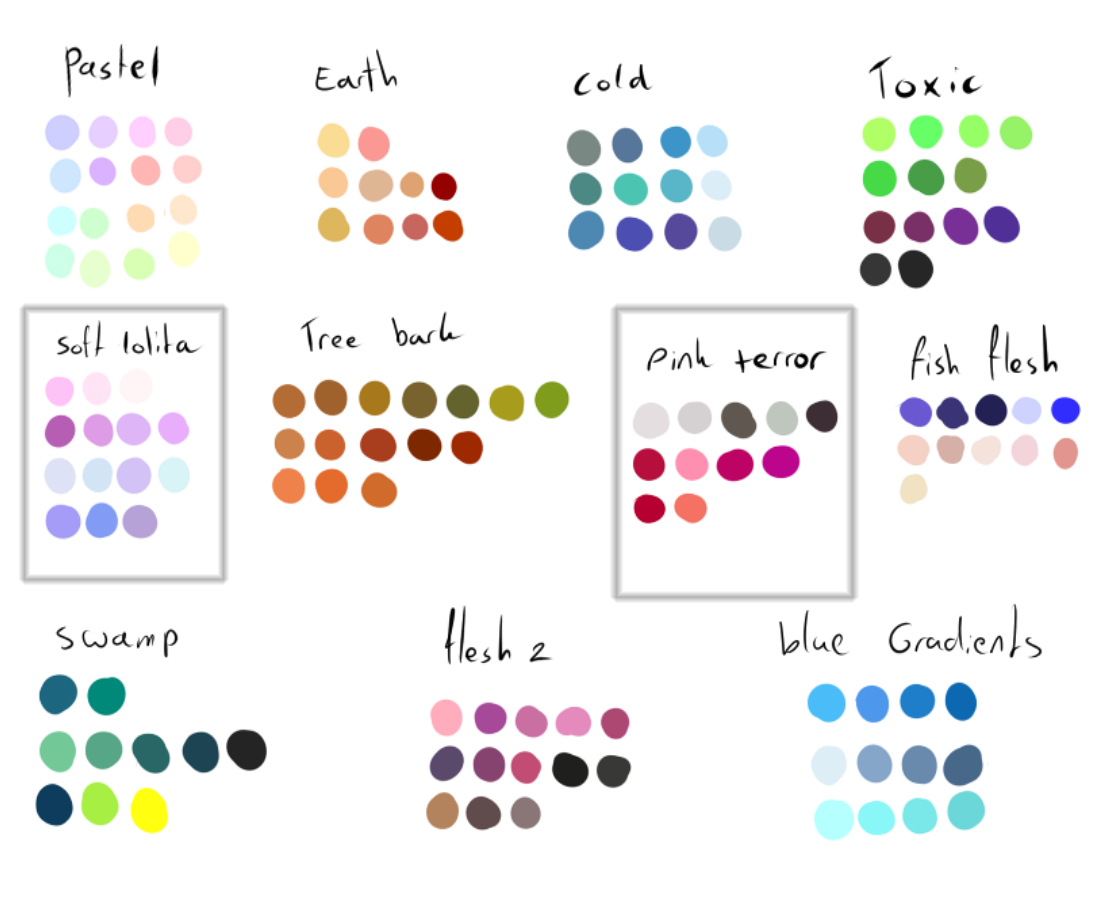 Pastel
Earth
cold
Toxic
soft lolita
Tree bark
pink terror
fish flesh
swamp
flesh 2
blue Gradients